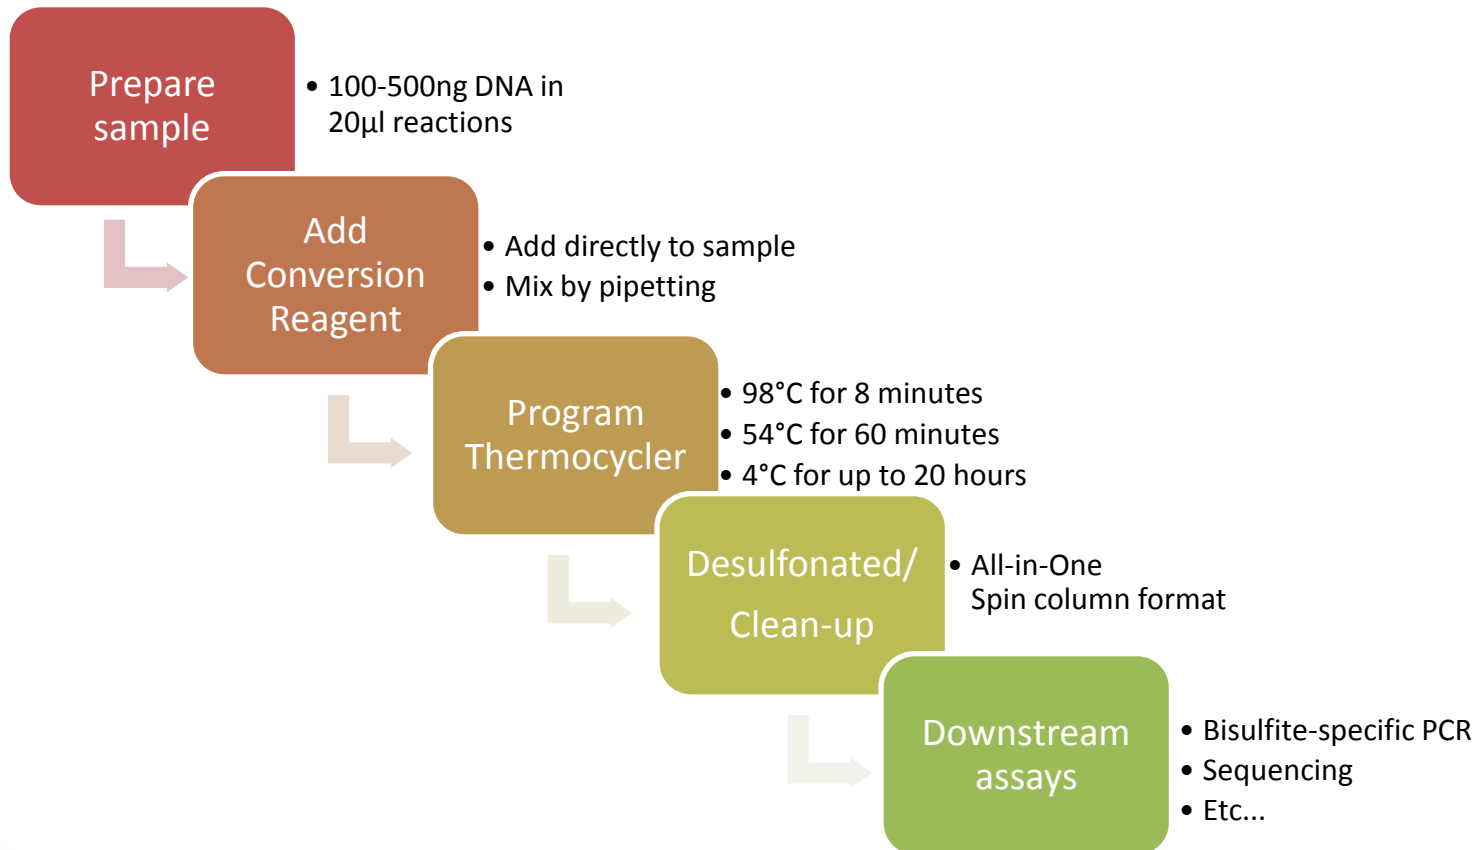 Prepare
sample
• 100-500ng DNA in
20µl reactions
Add
Conversion
Reagent
• Add directly to sample
• Mix by pipetting
Program
Thermocycler
• 98°C for 8 minutes
• 54°C for 60 minutes
• 4°C for up to 20 hours
Desulfonated/
Clean-up
• All-in-One
Spin column format
Downstream
assays
• Bisulfite-specific PCR
• Sequencing
• Etc...